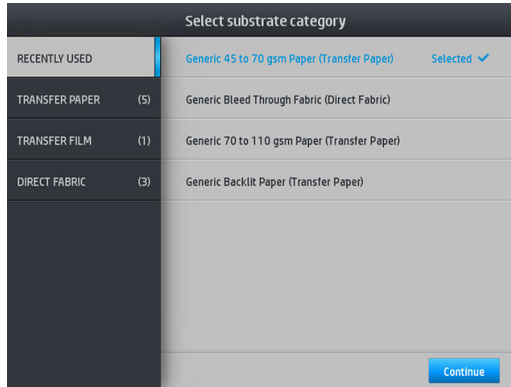 Select substrate category
RECENTLY USED
Generic 45 to 70 gsm Paper (Transfer Paper) Selected
TRANSFER PAPER (5)
Generic Bleed Through Fabric (Direct Fabric)
TRANSFER FILM (1)
Generic 70 to 110 gsm Paper (Transfer Paper)
DIRECT FABRIC (3)
Generic Backlit Paper (Transfer Paper)
Continue